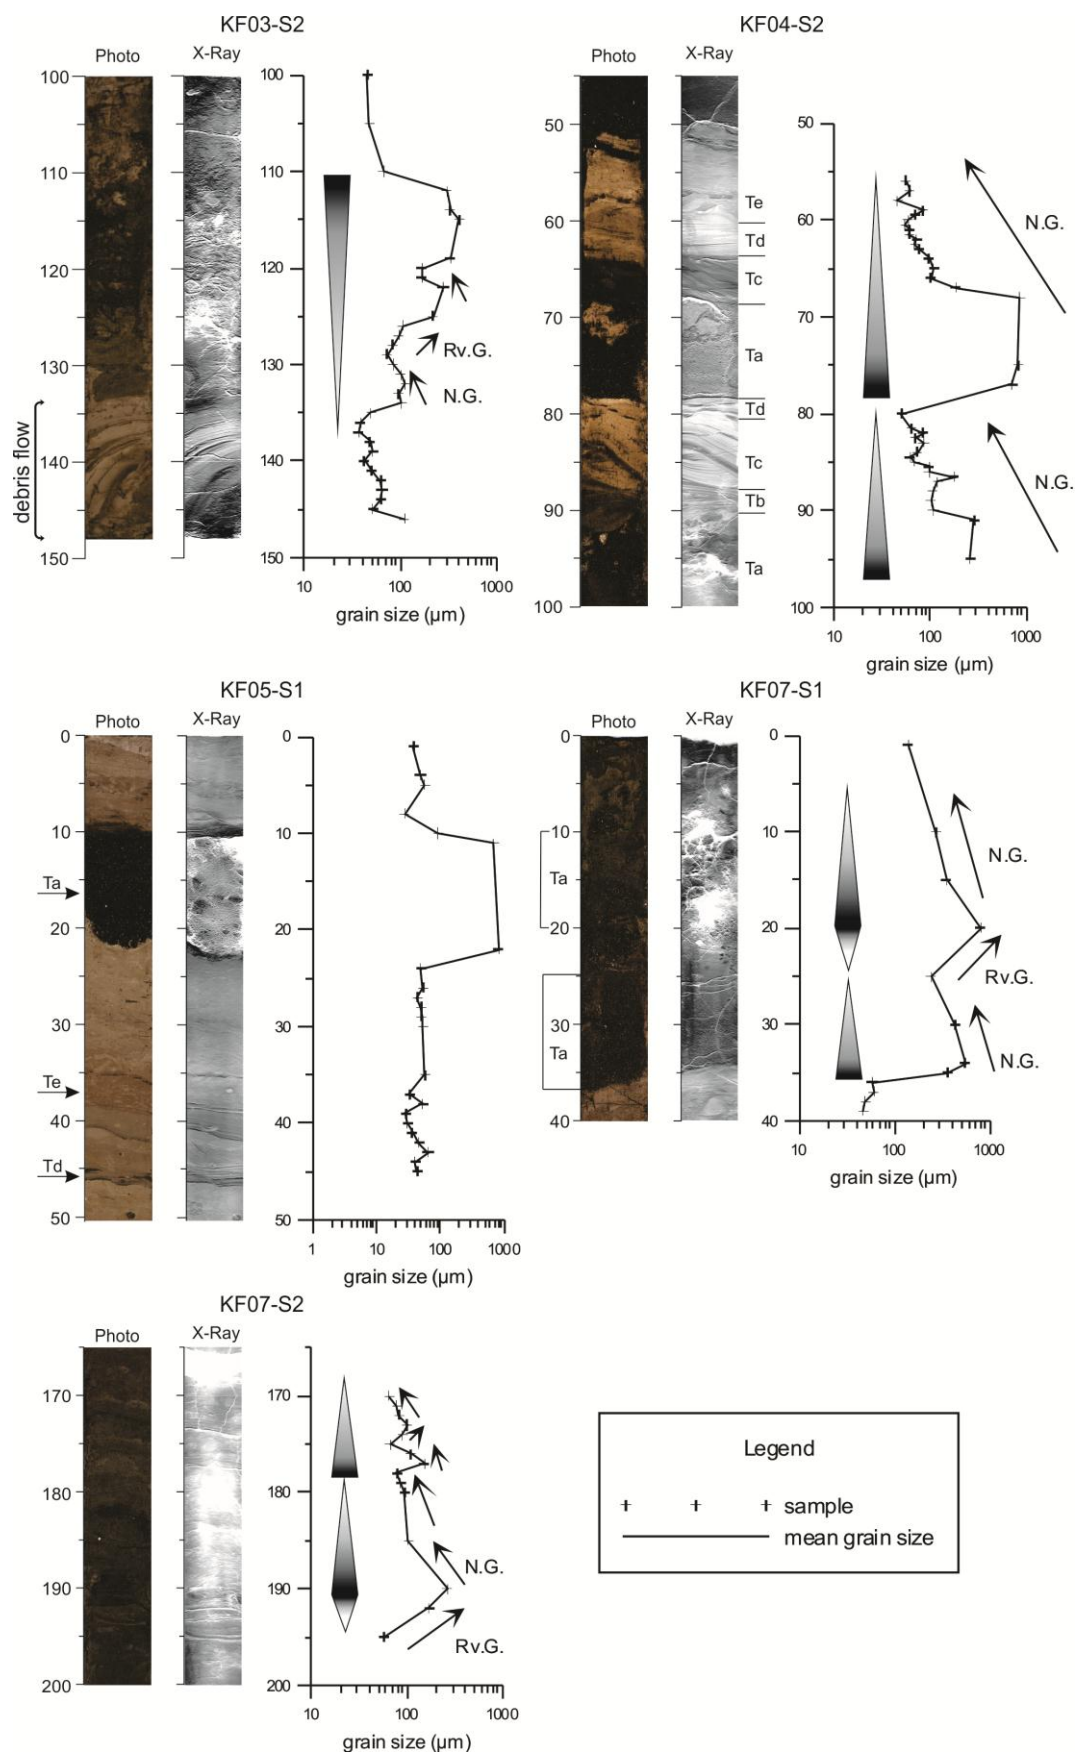 KF03-S2
Photo
X-Ray
100
110
120
130
140
150
debris flow
100
110
120
130
140
150
Rv.G.
N.G.
10
100
1000
grain size (µm)
KF04-S2
Photo
X-Ray
50
60
70
80
90
100
Te
Td
Tc
Ta
Td
Tc
Tb
Ta
50
60
70
80
90
100
N.G.
N.G.
10
100
1000
grain size (µm)
KF05-S1
Photo
X-Ray
0
10
Ta
20
30
Te
40
Td
50
0
10
20
30
40
50
1
10
100
1000
grain size (µm)
KF07-S1
Photo
X-Ray
0
10
Ta
20
30
Ta
40
0
10
20
30
40
N.G.
Rv.G.
N.G.
10
100
1000
grain size (µm)
KF07-S2
Photo
X-Ray
170
180
190
200
170
180
190
200
N.G.
Rv.G.
10
100
1000
grain size (µm)
Legend
sample
mean grain size